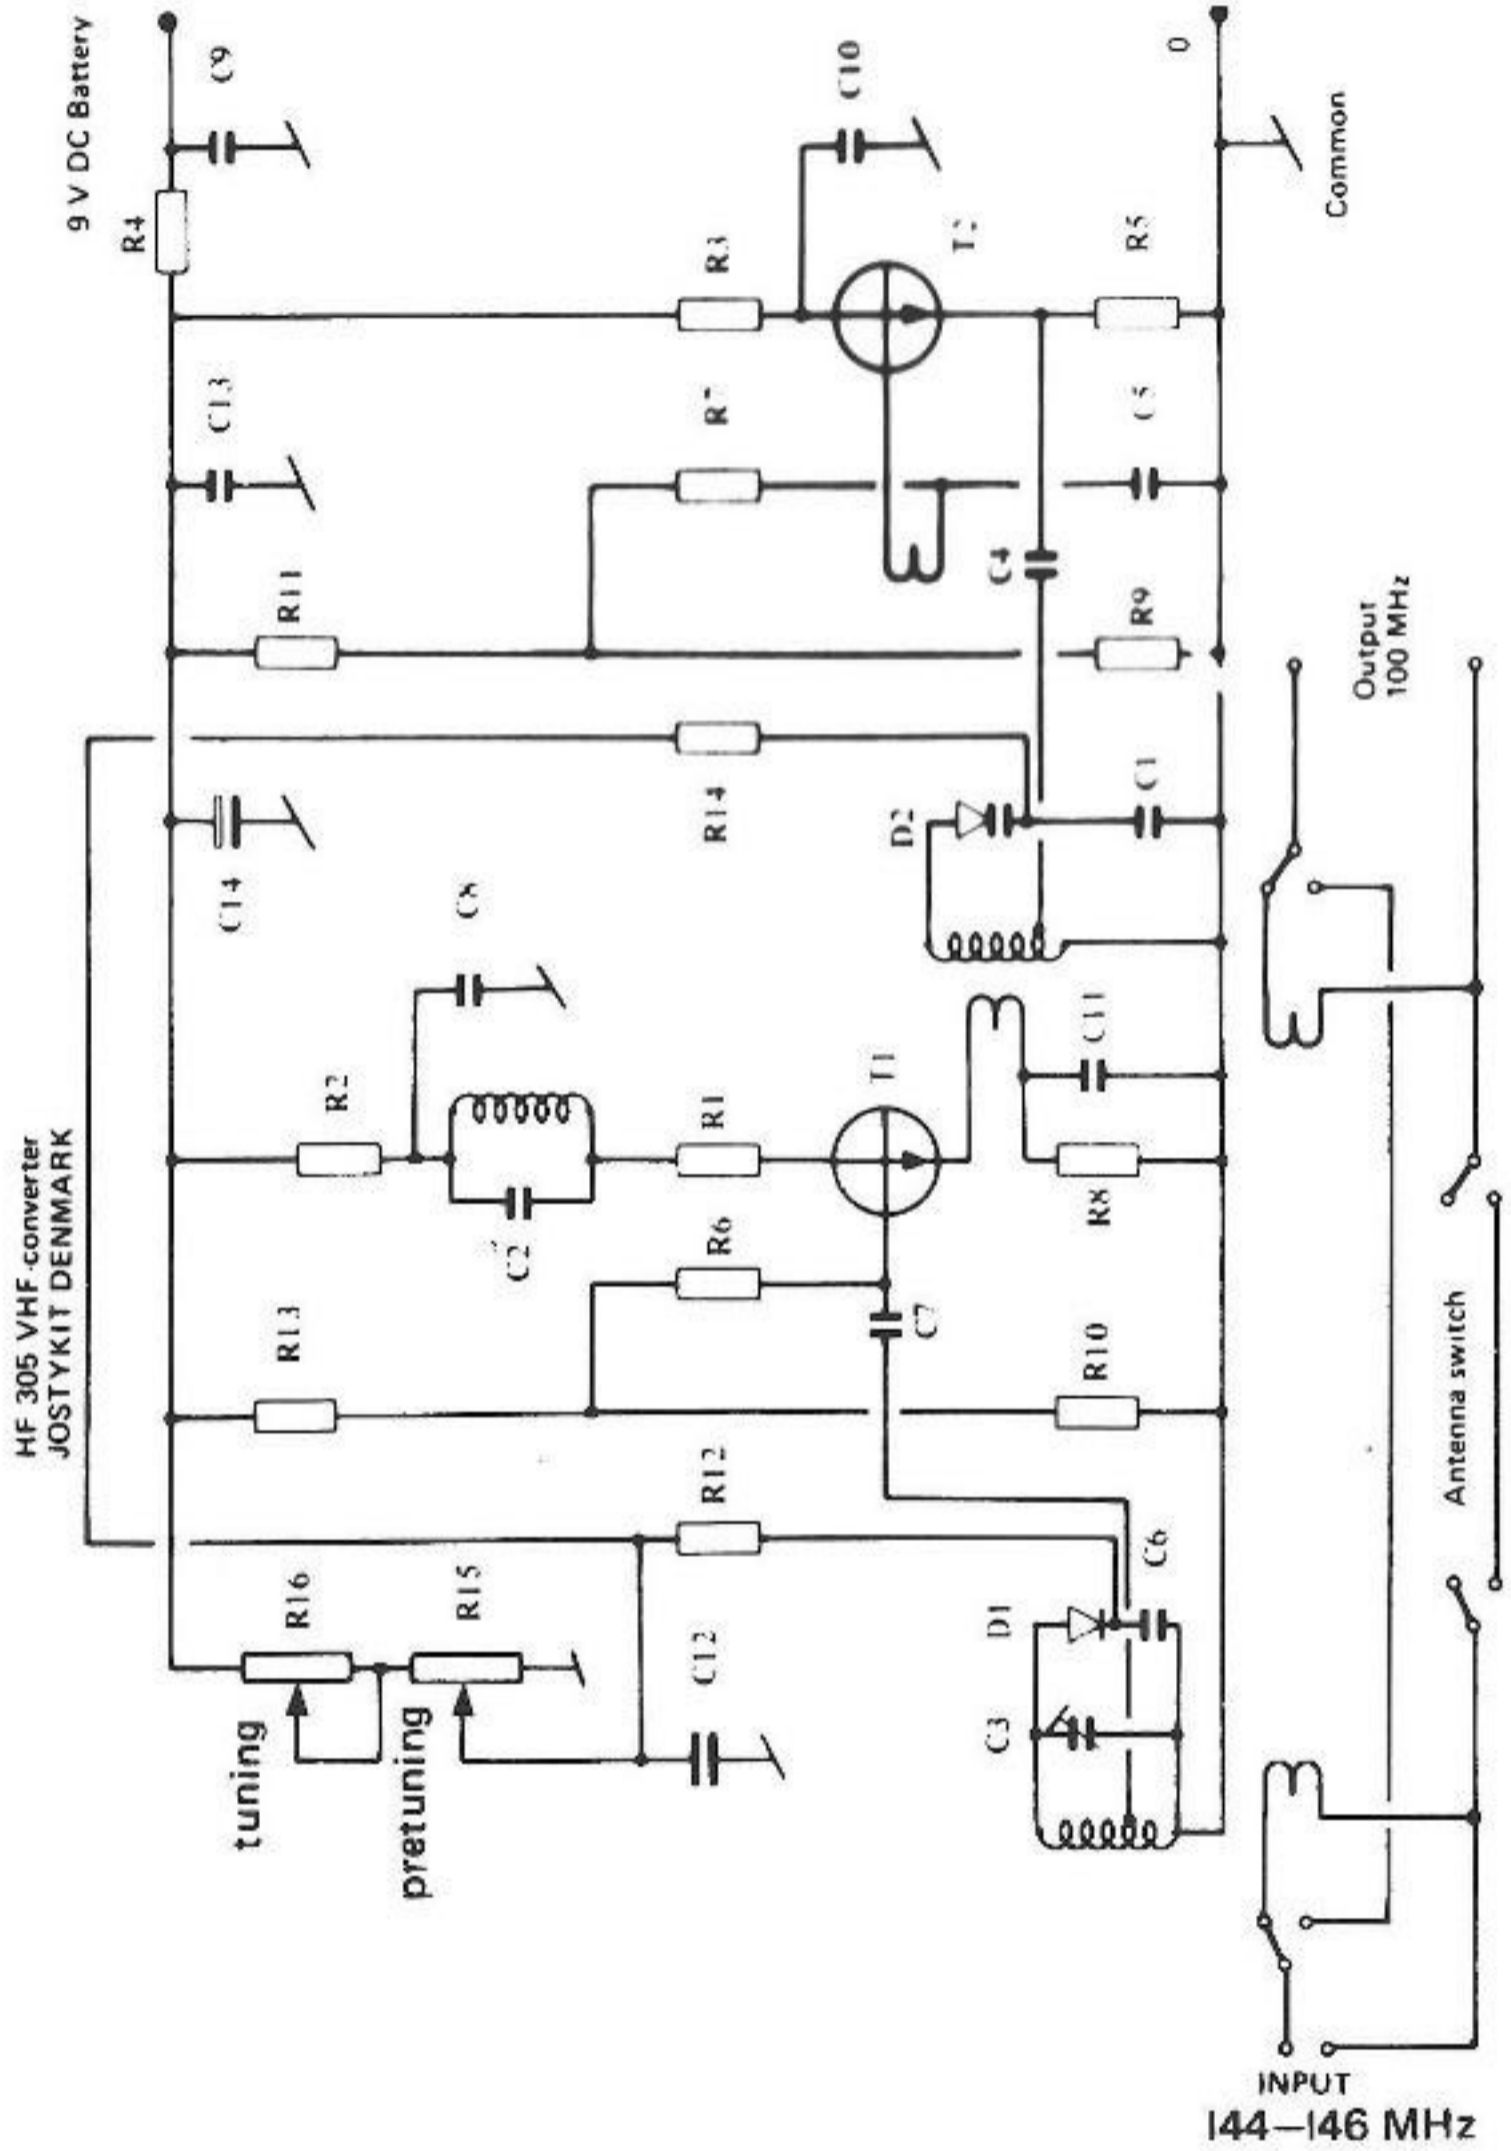 HF 305 VHF-converter
JOSTYKIT DENMARK
9 V DC Battery
R4
C9
C13
C14
R11
R13
R16
tuning
R15
pretuning
R2
C8
C2
R3
C10
R7
R14
R1
R6
R12
C12
T2
T1
D2
C4
C7
D1
C3
C6
R5
C5
R9
C1
C11
R8
R10
0
Common
Output
100 MHz
Antenna switch
INPUT
144–146 MHz